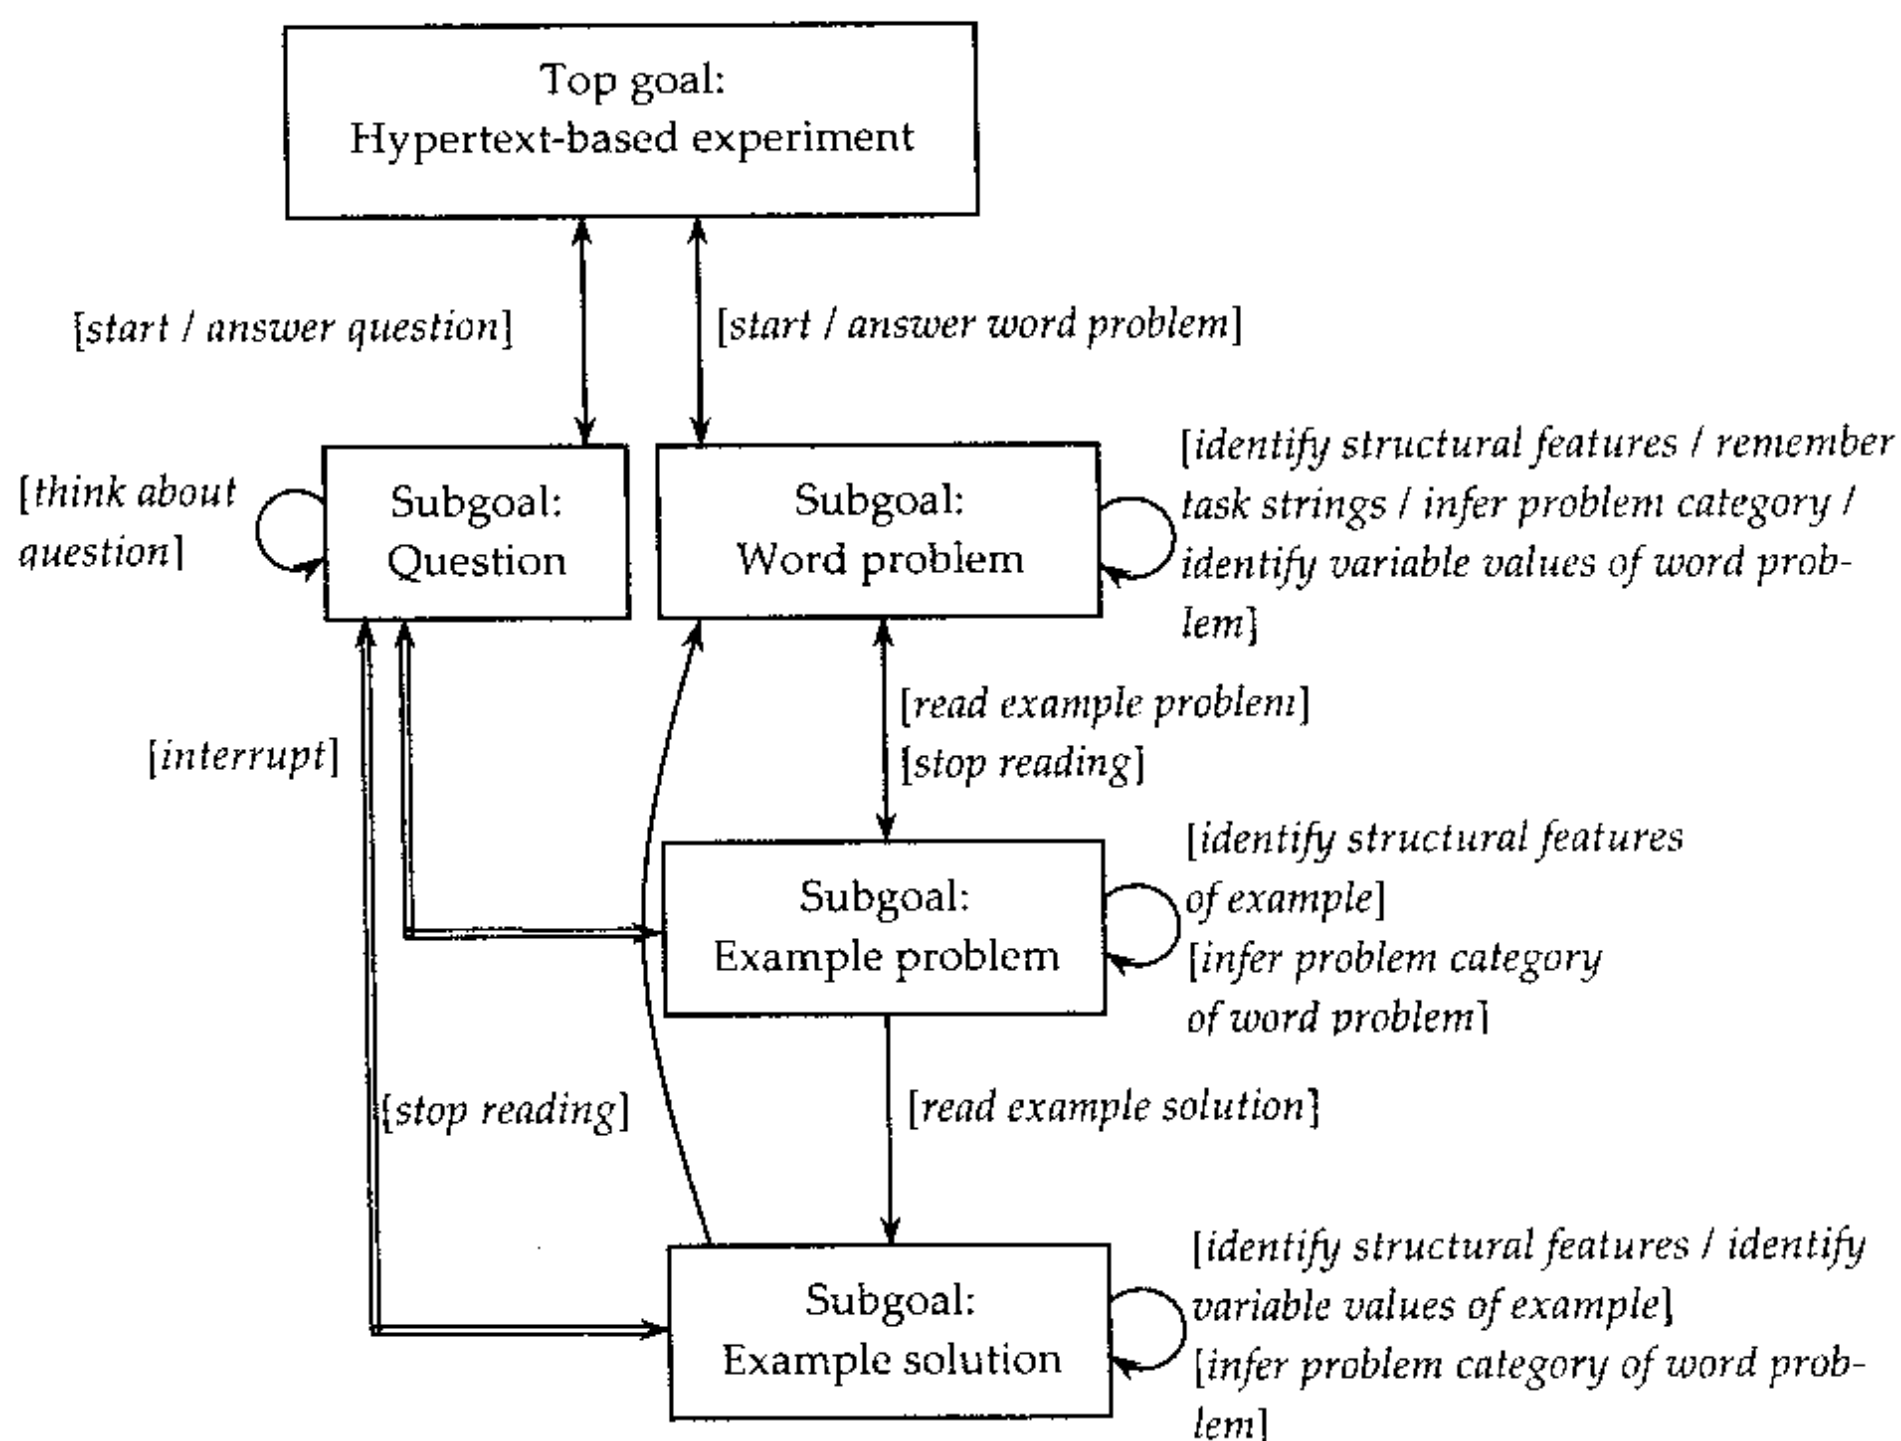 Top goal:
Hypertext-based experiment
[start / answer question]
[start / answer word problem]
[think about
question]
Subgoal:
Question
Subgoal:
Word problem
[identify structural features / remember
task strings / infer problem category /
identify variable values of word prob-
lem]
[interrupt]
[read example problem]
[stop reading]
Subgoal:
Example problem
[identify structural features
of example]
[infer problem category
of word problem]
[stop reading]
[read example solution]
Subgoal:
Example solution
[identify structural features / identify
variable values of example]
[infer problem category of word prob-
lem]